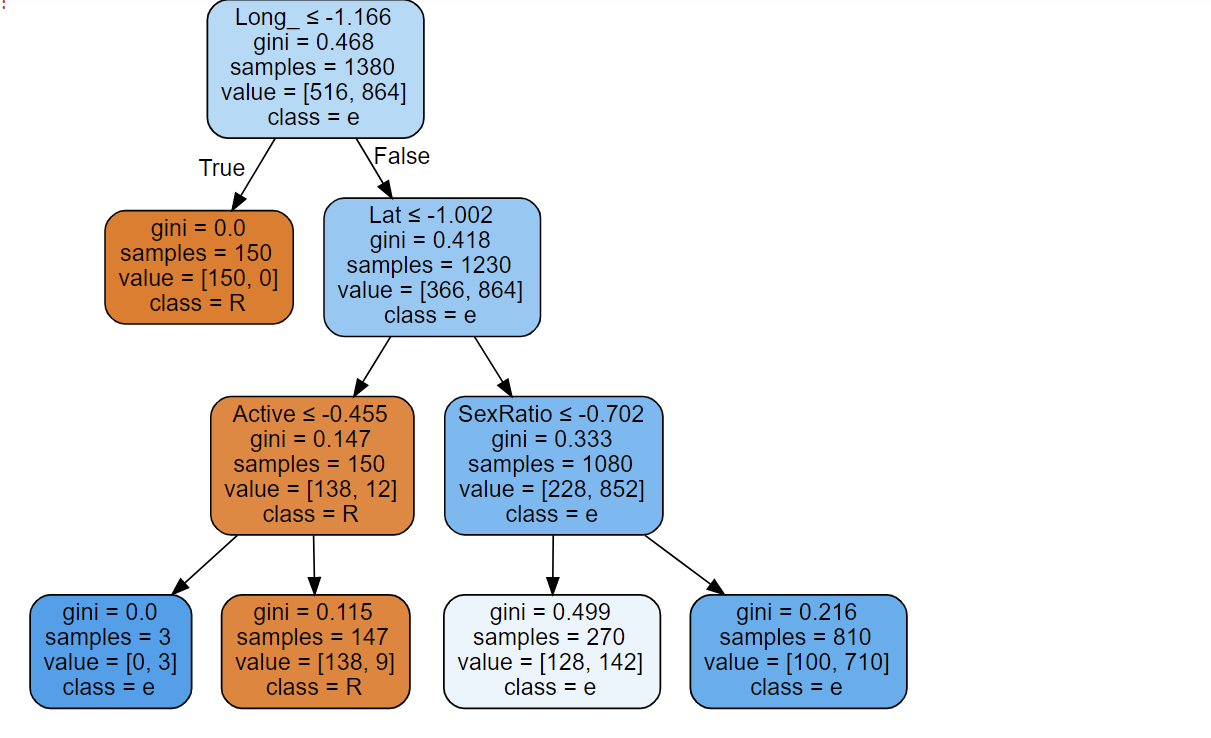 Long_ ≤ -1.166
gini = 0.468
samples = 1380
value = [516, 864]
class = e
True
False
gini = 0.0
samples = 150
value = [150, 0]
class = R
Lat ≤ -1.002
gini = 0.418
samples = 1230
value = [366, 864]
class = e
Active ≤ -0.455
gini = 0.147
samples = 150
value = [138, 12]
class = R
SexRatio ≤ -0.702
gini = 0.333
samples = 1080
value = [228, 852]
class = e
gini = 0.0
samples = 3
value = [0, 3]
class = e
gini = 0.115
samples = 147
value = [138, 9]
class = R
gini = 0.499
samples = 270
value = [128, 142]
class = e
gini = 0.216
samples = 810
value = [100, 710]
class = e